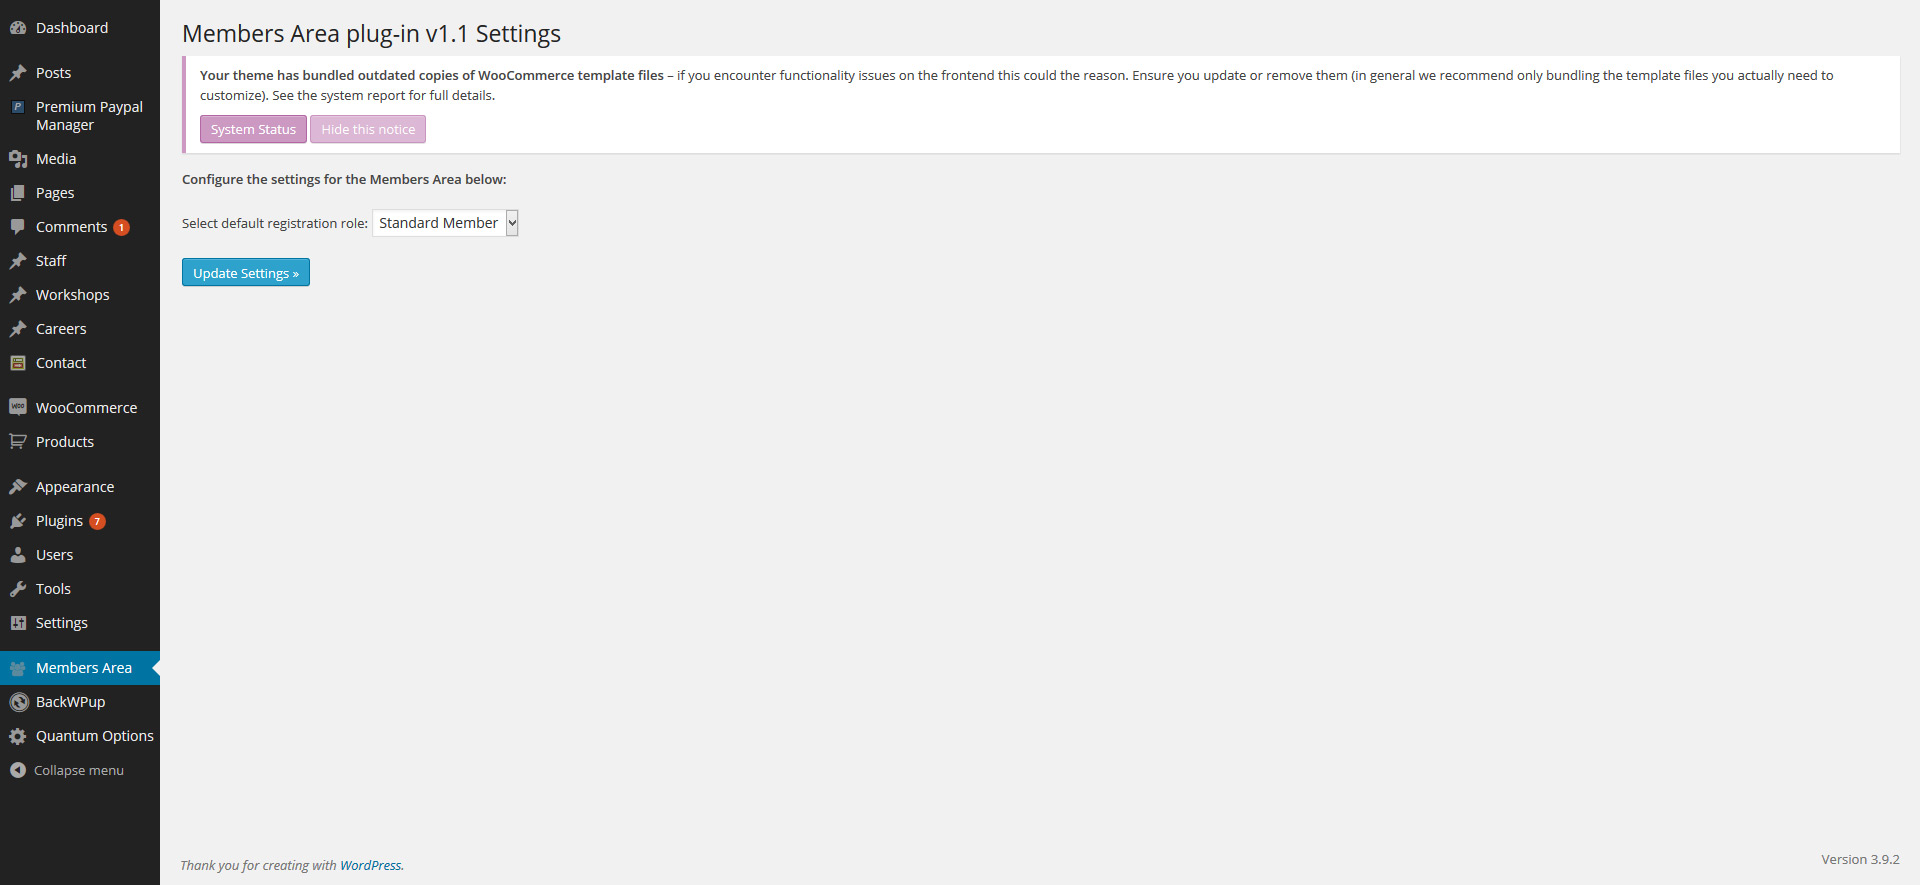 Dashboard
Posts
Premium Paypal
Manager
Media
Pages
Comments 1
Staff
Workshops
Careers
Contact
WooCommerce
Products
Appearance
Plugins 7
Users
Tools
Settings
Members Area
BackWPup
Quantum Options
Collapse menu
Members Area plug-in v1.1 Settings
Your theme has bundled outdated copies of WooCommerce template files – if you encounter functionality issues on the frontend this could the reason. Ensure you update or remove them (in general we recommend only bundling the template files you actually need to
customize). See the system report for full details.
System Status Hide this notice
Configure the settings for the Members Area below:
Select default registration role: Standard Member
Update Settings »
Thank you for creating with WordPress.
Version 3.9.2